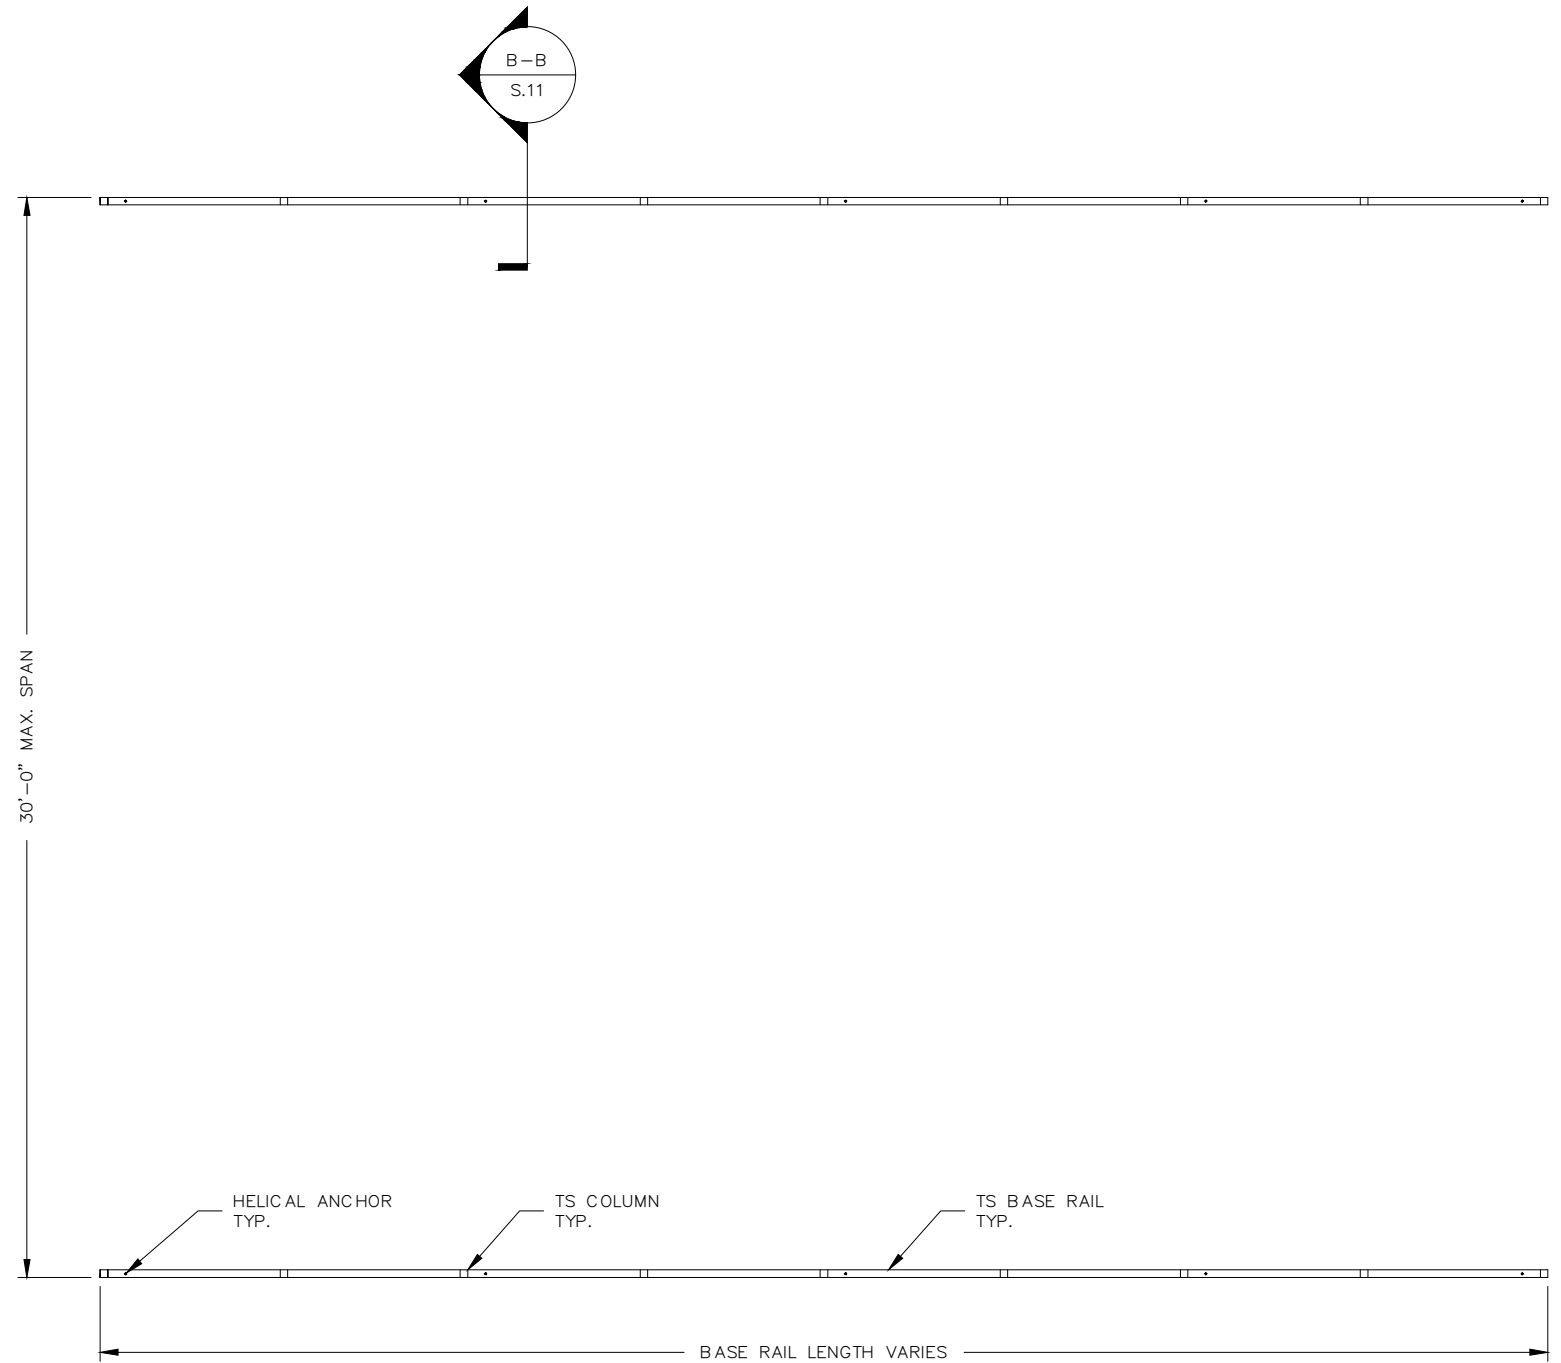 B-B
S.11
30'-0" MAX. SPAN
HELICAL ANCHOR
TYP.
TS COLUMN
TYP.
TS BASE RAIL
TYP.
BASE RAIL LENGTH VARIES